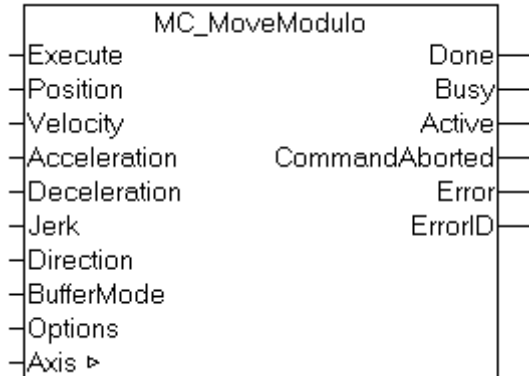 MC_MoveModulo
Execute Done
Position Busy
Velocity Active
Acceleration CommandAborted
Deceleration Error
Jerk ErrorID
Direction
BufferMode
Options
Axis ▹